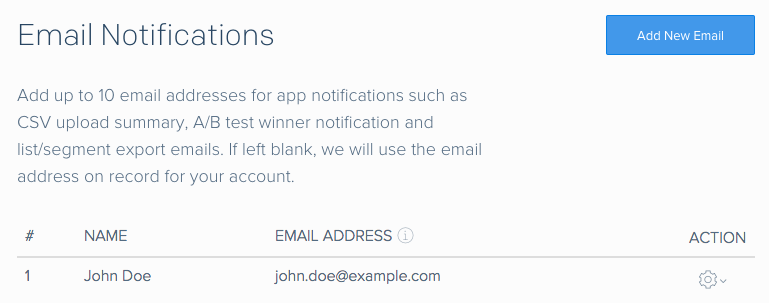 Email Notifications
Add New Email
Add up to 10 email addresses for app notifications such as
CSV upload summary, A/B test winner notification and
list/segment export emails. If left blank, we will use the email
address on record for your account.
# NAME EMAIL ADDRESS ACTION
1 John Doe john.doe@example.com